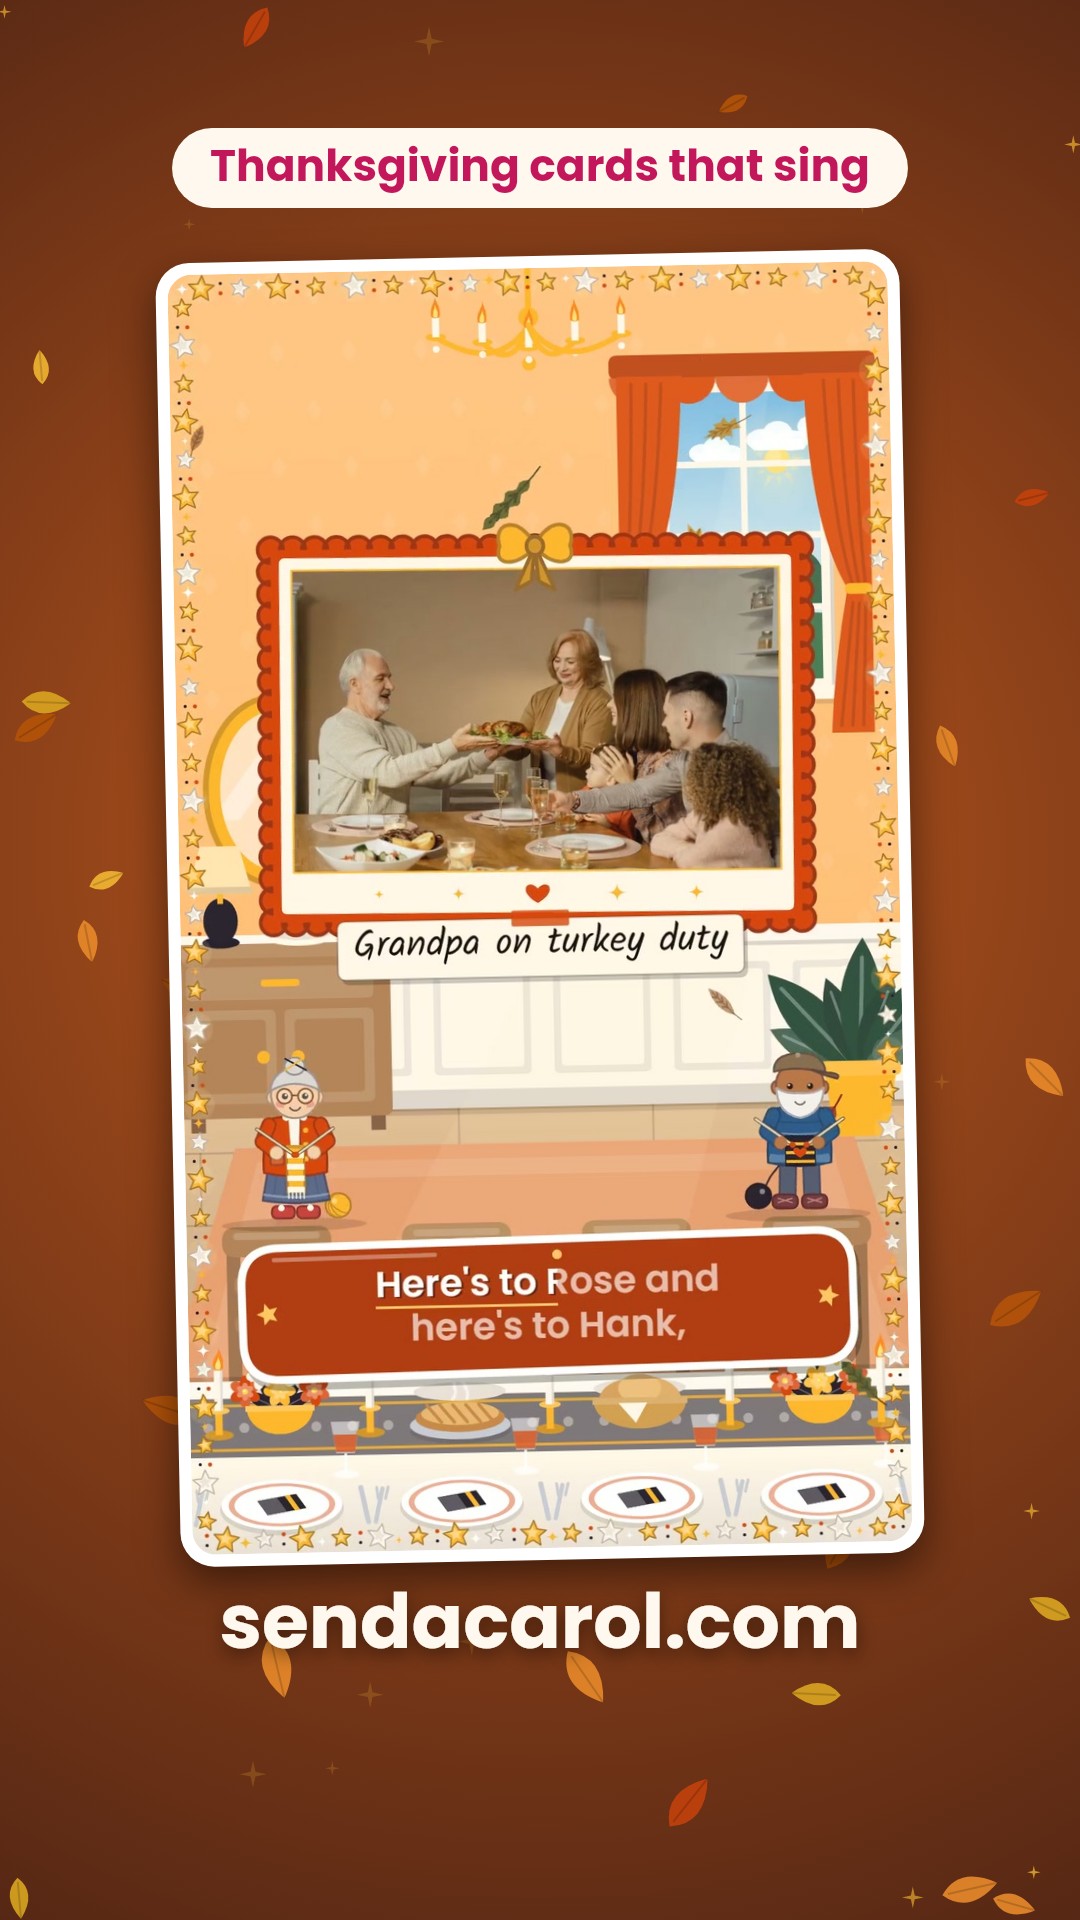 Thanksgiving cards that sing
Grandpa on turkey duty
Here's to Rose and
here's to Hank,
sendacarol.com